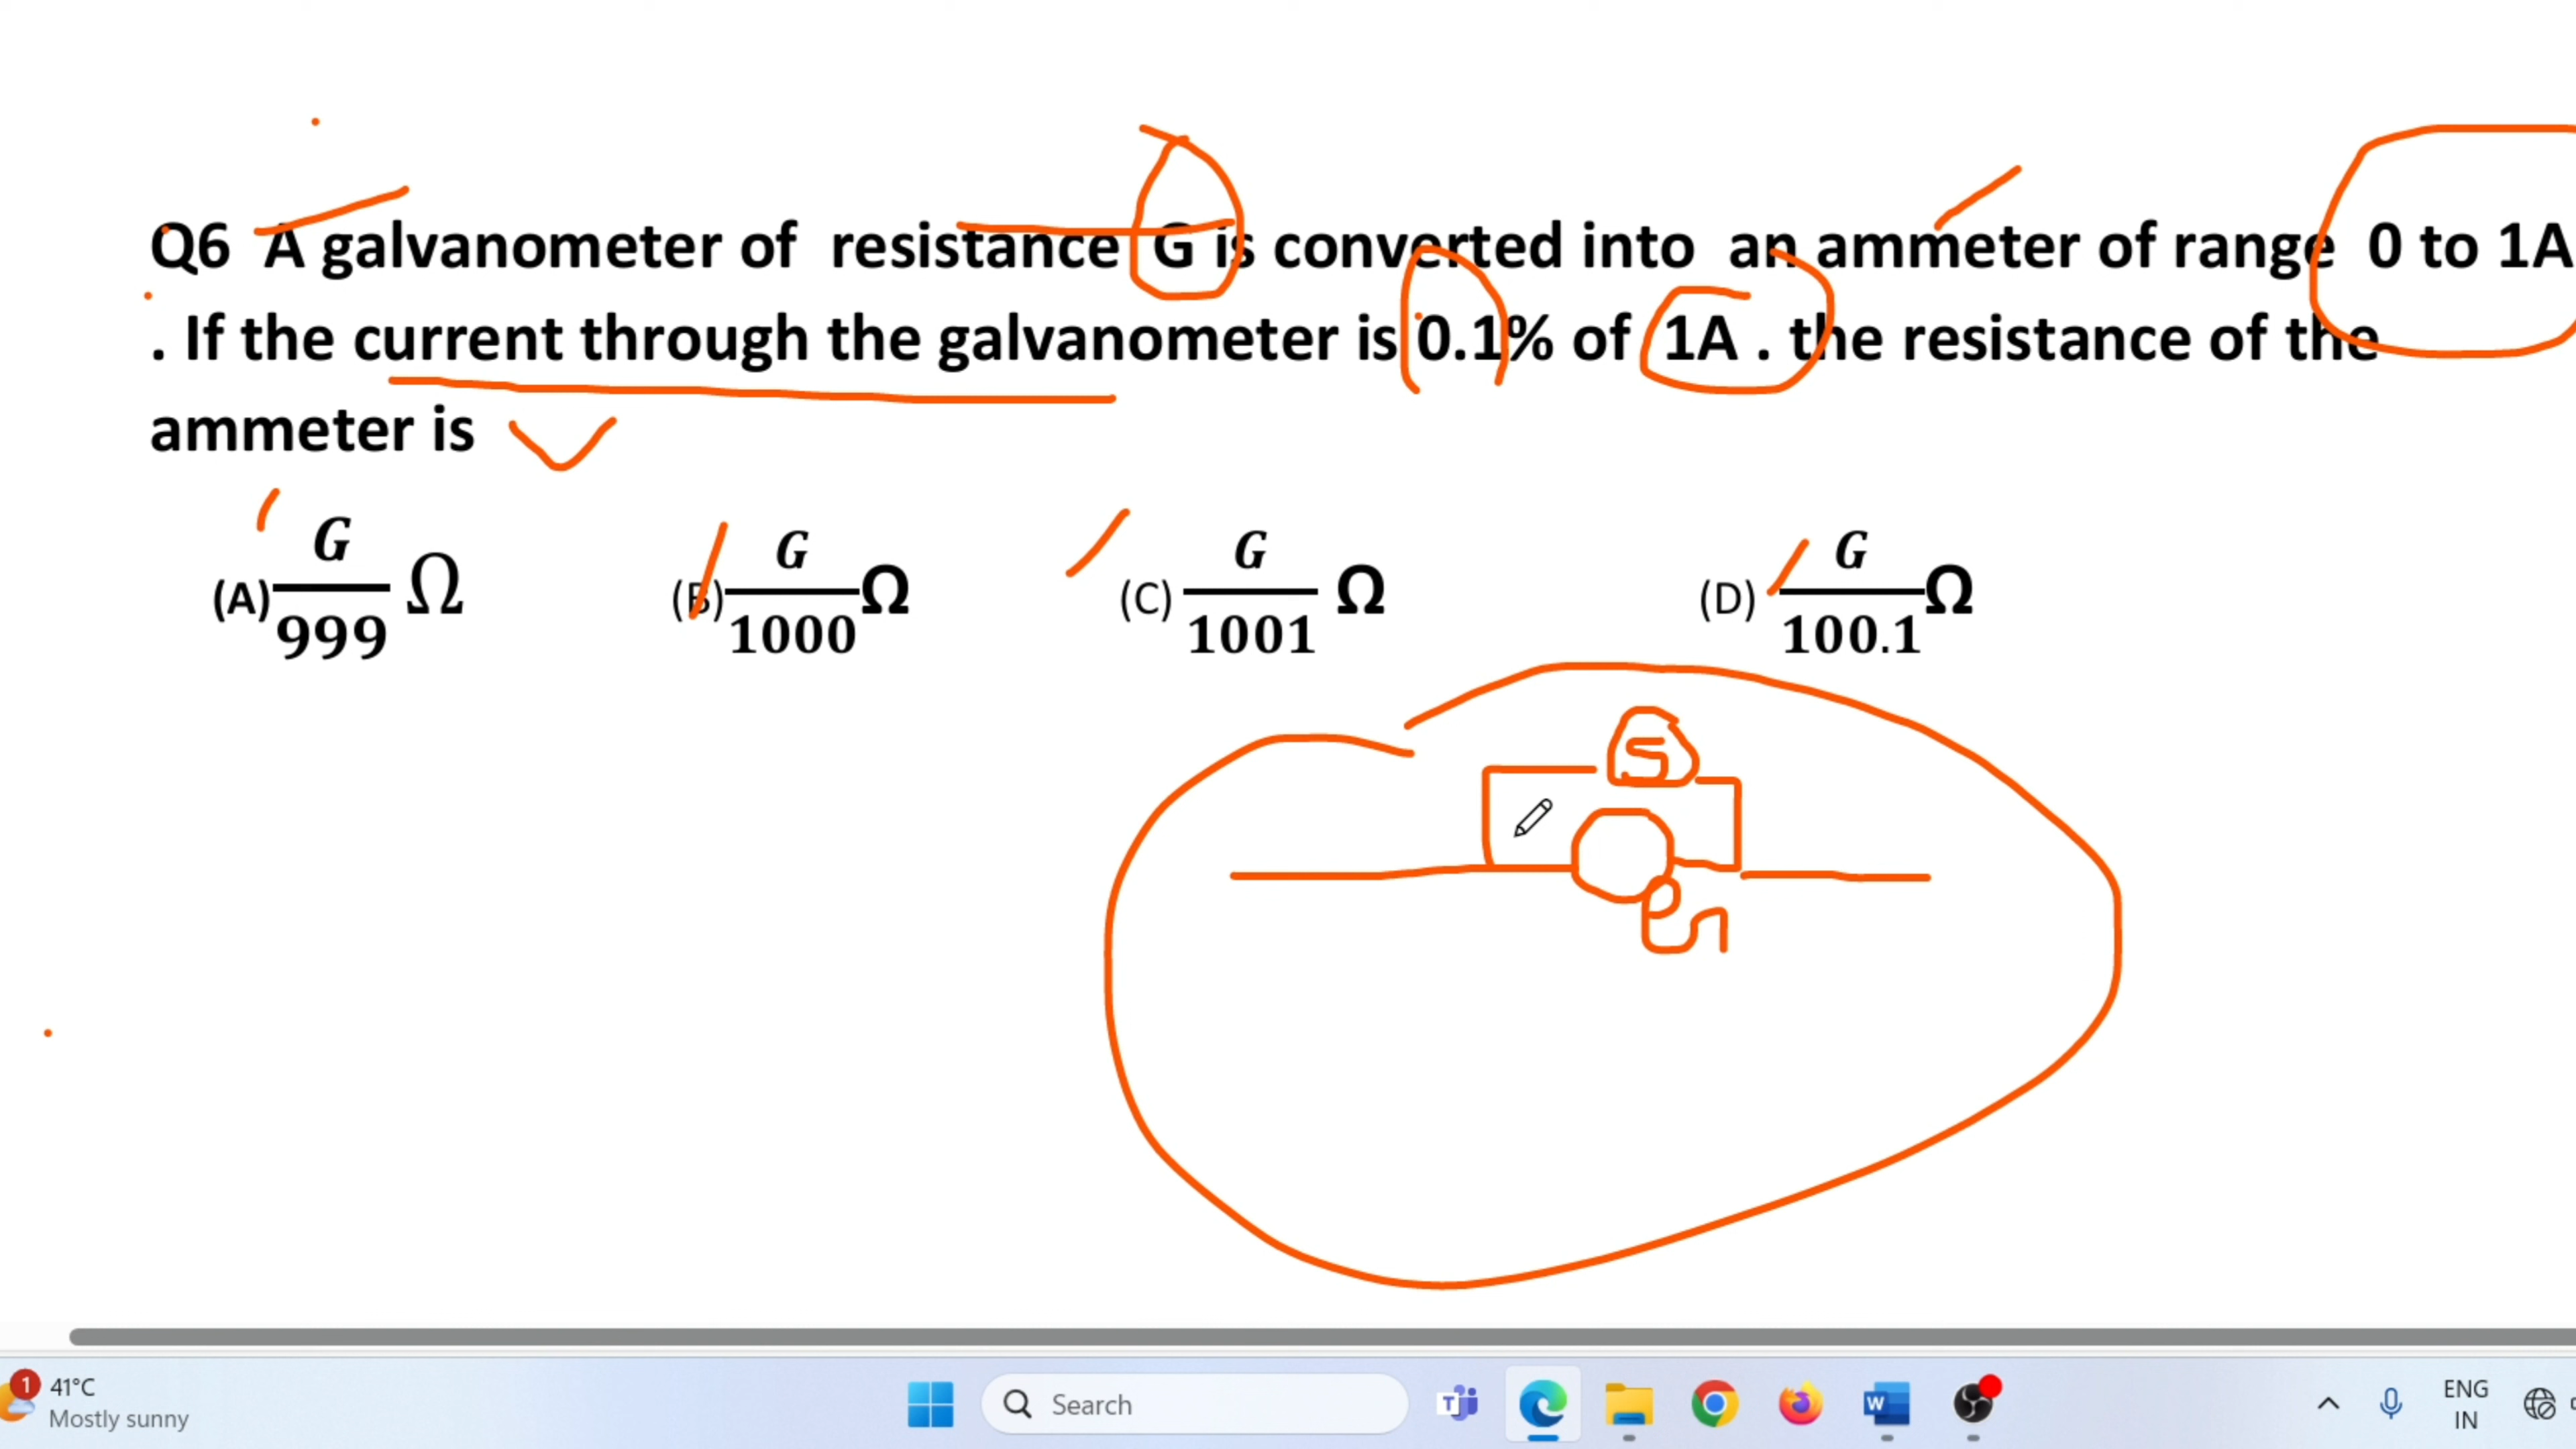 Q6 A galvanometer of resistance G is converted into an ammeter of range 0 to 1A
. If the current through the galvanometer is 0.1% of 1A . the resistance of the
ammeter is
(A) G/999 Ω (B) G/1000 Ω (C) G/1001 Ω (D) G/100.1 Ω
S
1
41°C
Mostly sunny
Search
ENG
IN